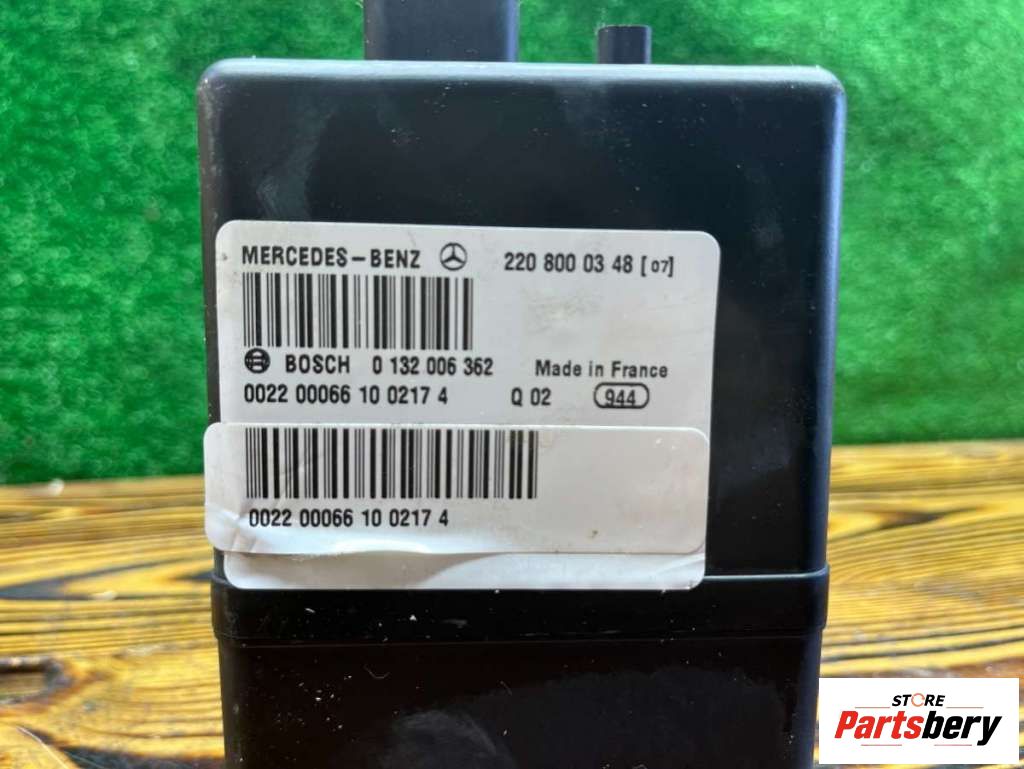 MERCEDES-BENZ 220 800 03 48 [07]
BOSCH 0 132 006 362 Made in France
0022 00066 10 0217 4 Q 02 944
0022 00066 10 0217 4
STORE
Partsbery